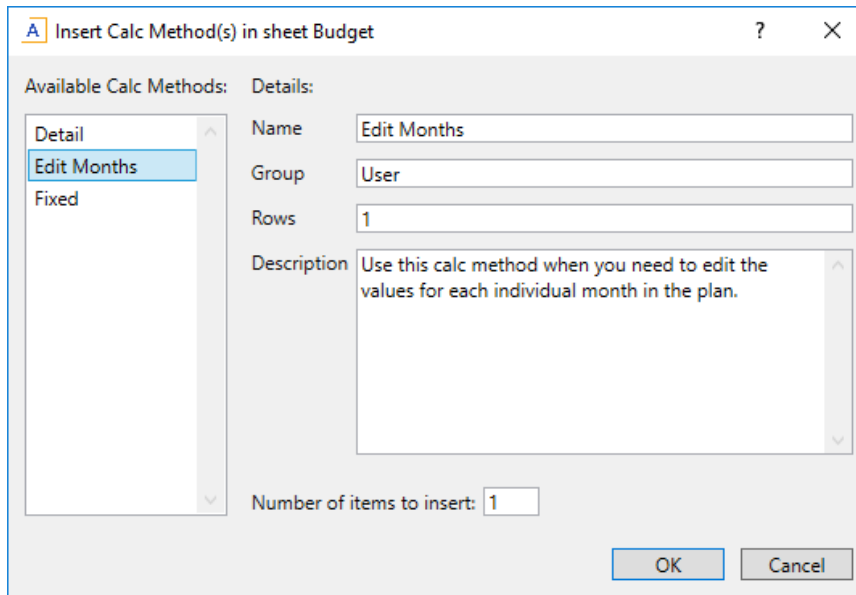 A Insert Calc Method(s) in sheet Budget ?
Available Calc Methods:
Detail
Edit Months
Fixed
Details:
Name Edit Months
Group User
Rows 1
Description Use this calc method when you need to edit the
values for each individual month in the plan.
Number of items to insert: 1
OK Cancel